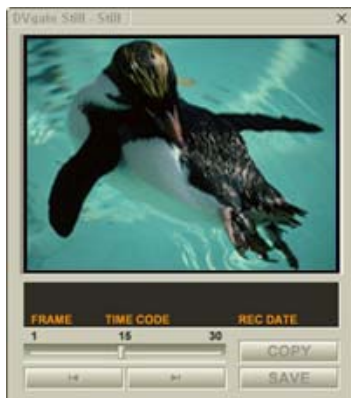 DVgate Still - Still
FRAME TIME CODE REC DATE
1 15 30
COPY
SAVE